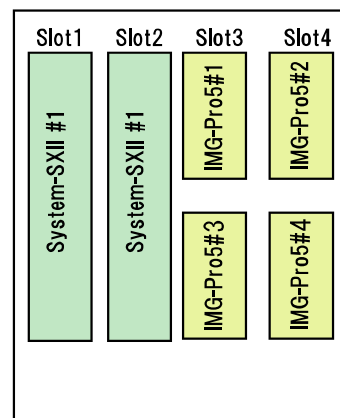 Slot1 Slot2 Slot3 Slot4
System-SXII #1
System-SXII #1
IMG-Pro5#1
IMG-Pro5#2
IMG-Pro5#3
IMG-Pro5#4